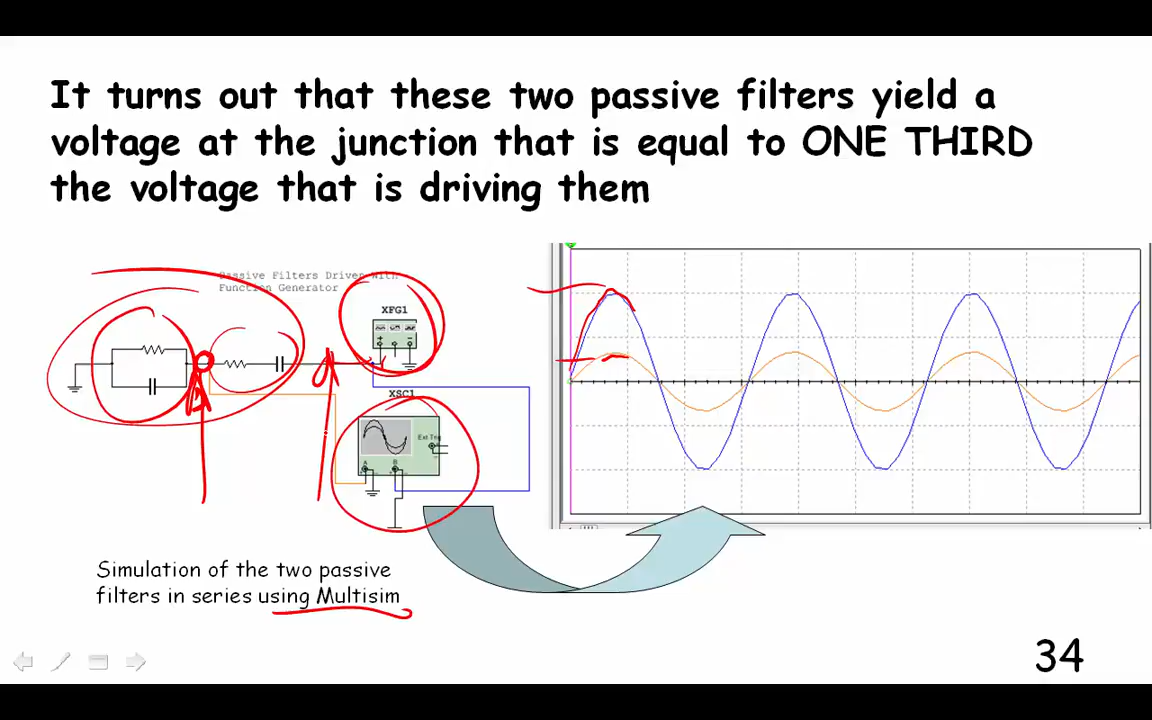 It turns out that these two passive filters yield a
voltage at the junction that is equal to ONE THIRD
the voltage that is driving them
Passive Filters Driven With
Function Generator
XFG1
XSC1
Ext Trig
A
B
Simulation of the two passive
filters in series using Multisim
34